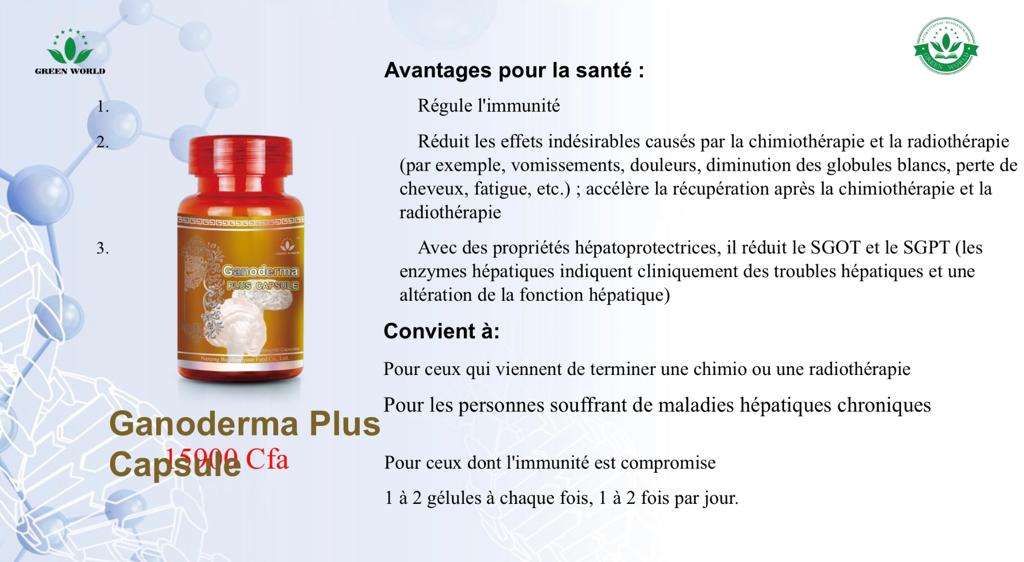 GREEN WORLD
GREEN WORLD
Avantages pour la santé :
1. Régule l'immunité
2. Réduit les effets indésirables causés par la chimiothérapie et la radiothérapie
(par exemple, vomissements, douleurs, diminution des globules blancs, perte de
cheveux, fatigue, etc.) ; accélère la récupération après la chimiothérapie et la
radiothérapie
3. Avec des propriétés hépatoprotectrices, il réduit le SGOT et le SGPT (les
enzymes hépatiques indiquent cliniquement des troubles hépatiques et une
altération de la fonction hépatique)
Ganoderma
PLUS CAPSULE
Convient à:
Pour ceux qui viennent de terminer une chimio ou une radiothérapie
Pour les personnes souffrant de maladies hépatiques chroniques
Pour ceux dont l'immunité est compromise
1 à 2 gélules à chaque fois, 1 à 2 fois par jour.
Ganoderma Plus
Capsule
15900 Cfa